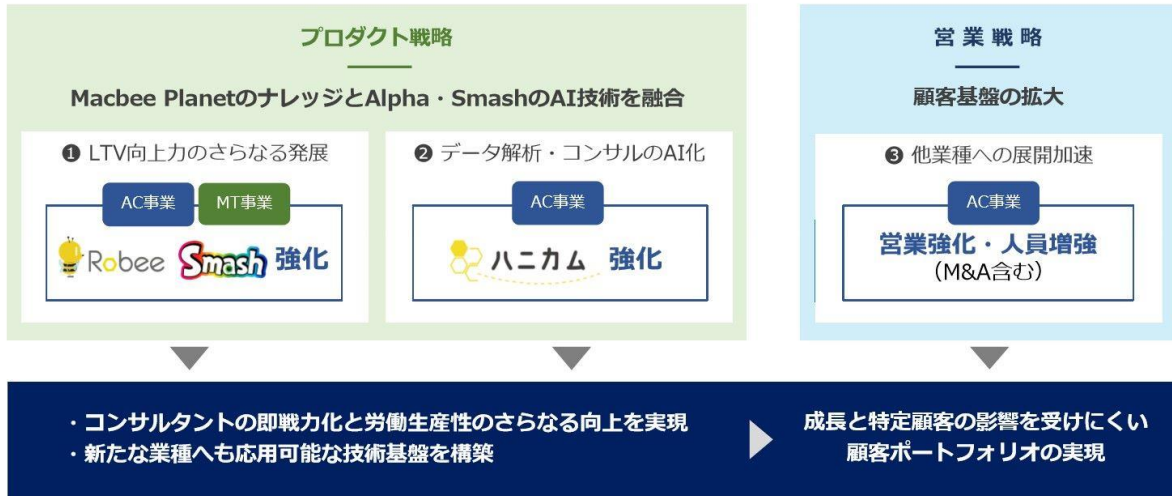 プロダクト戦略
Macbee PlanetのナレッジとAlpha・SmashのAI技術を融合
❶ LTV向上力のさらなる発展
AC事業 MT事業
Robee Smash 強化
❷ データ解析・コンサルのAI化
AC事業
ハニカム 強化
営業戦略
顧客基盤の拡大
❸ 他業種への展開加速
AC事業
営業強化・人員増強
（M&A含む）
・コンサルタントの即戦力化と労働生産性のさらなる向上を実現
・新たな業種へも応用可能な技術基盤を構築
成長と特定顧客の影響を受けにくい
顧客ポートフォリオの実現